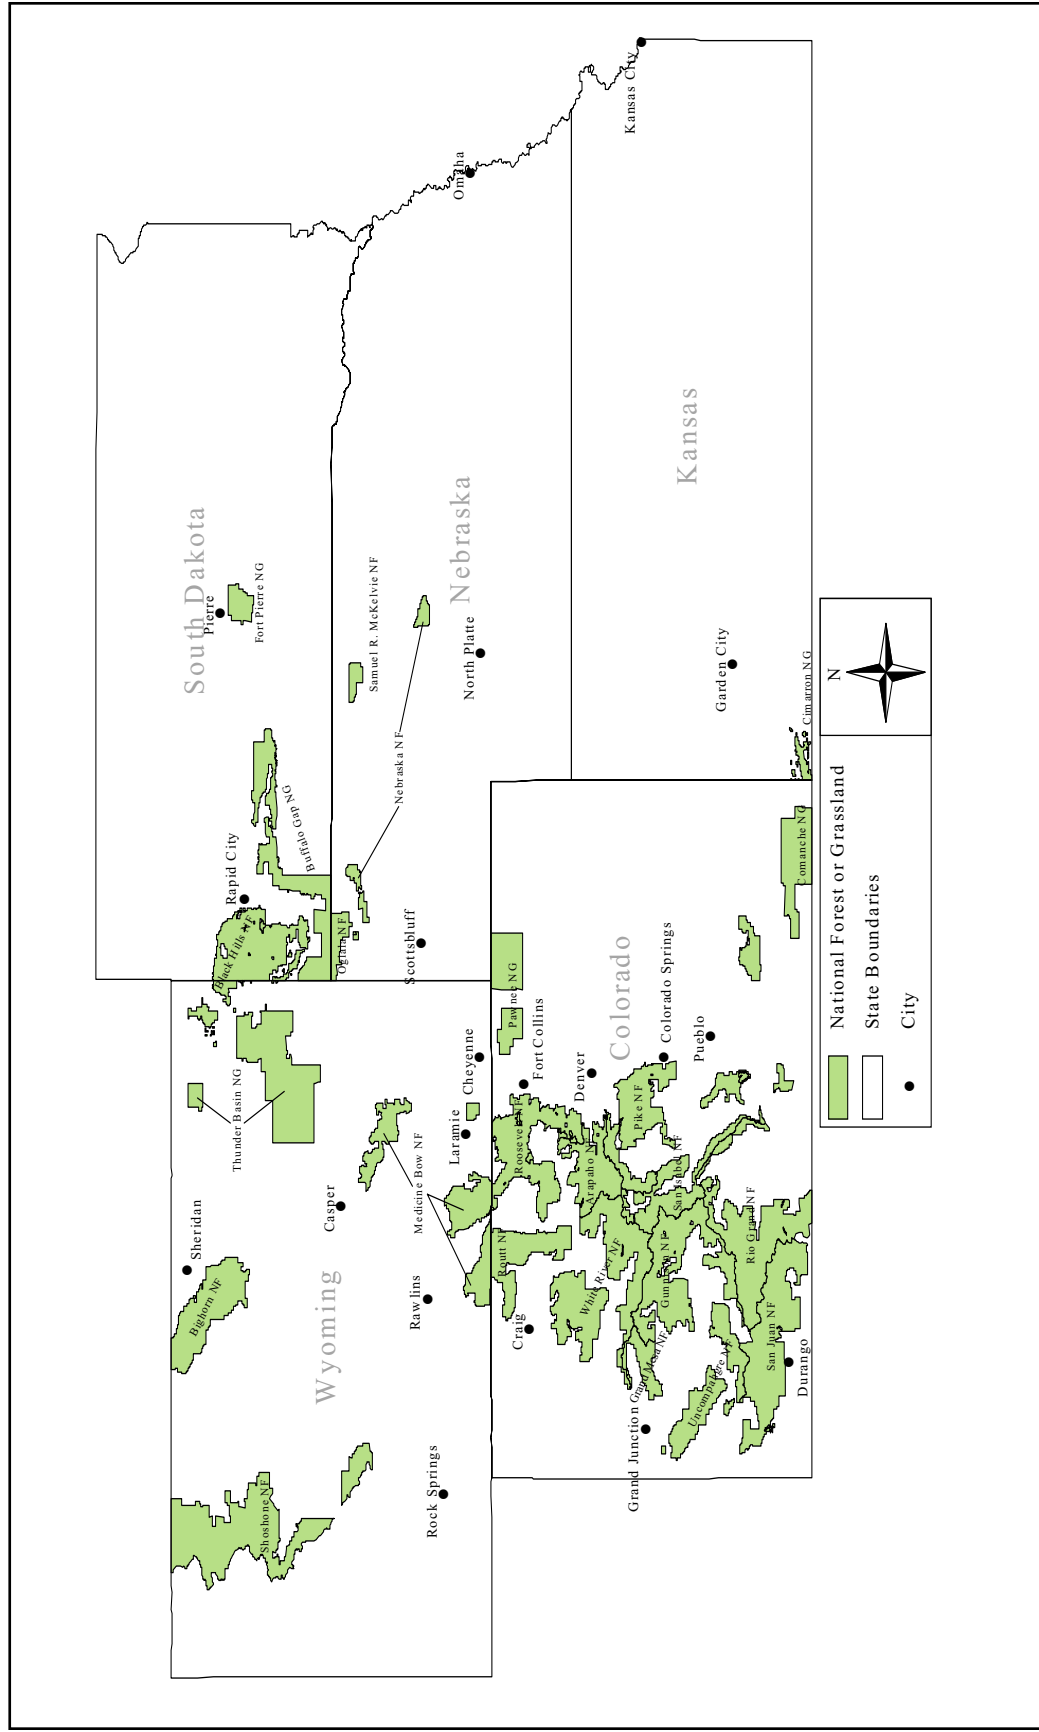 South Dakota
Pierre
Fort Pierre NG
Rapid City
Black Hills NF
Buffalo Gap NG
Wyoming
Sheridan
Bighorn NF
Shoshone NF
Thunder Basin NG
Casper
Medicine Bow NF
Rawlins
Rock Springs
Laramie
Cheyenne
Nebraska
Oglala NF
Samuel R. McKelvie NF
Nebraska NF
Scottsbluff
North Platte
Omaha
Colorado
Pawnee NG
Fort Collins
Roosevelt NF
Routt NF
Craig
Denver
Arapaho NF
White River NF
Pike NF
Colorado Springs
Pueblo
San Isabel NF
Gunnison NF
Grand Mesa NF
Grand Junction
Uncompahgre NF
Rio Grand NF
San Juan NF
Durango
Comanche NG
Kansas
Kansas City
Garden City
Cimarron NG
National Forest or Grassland
State Boundaries
City
N